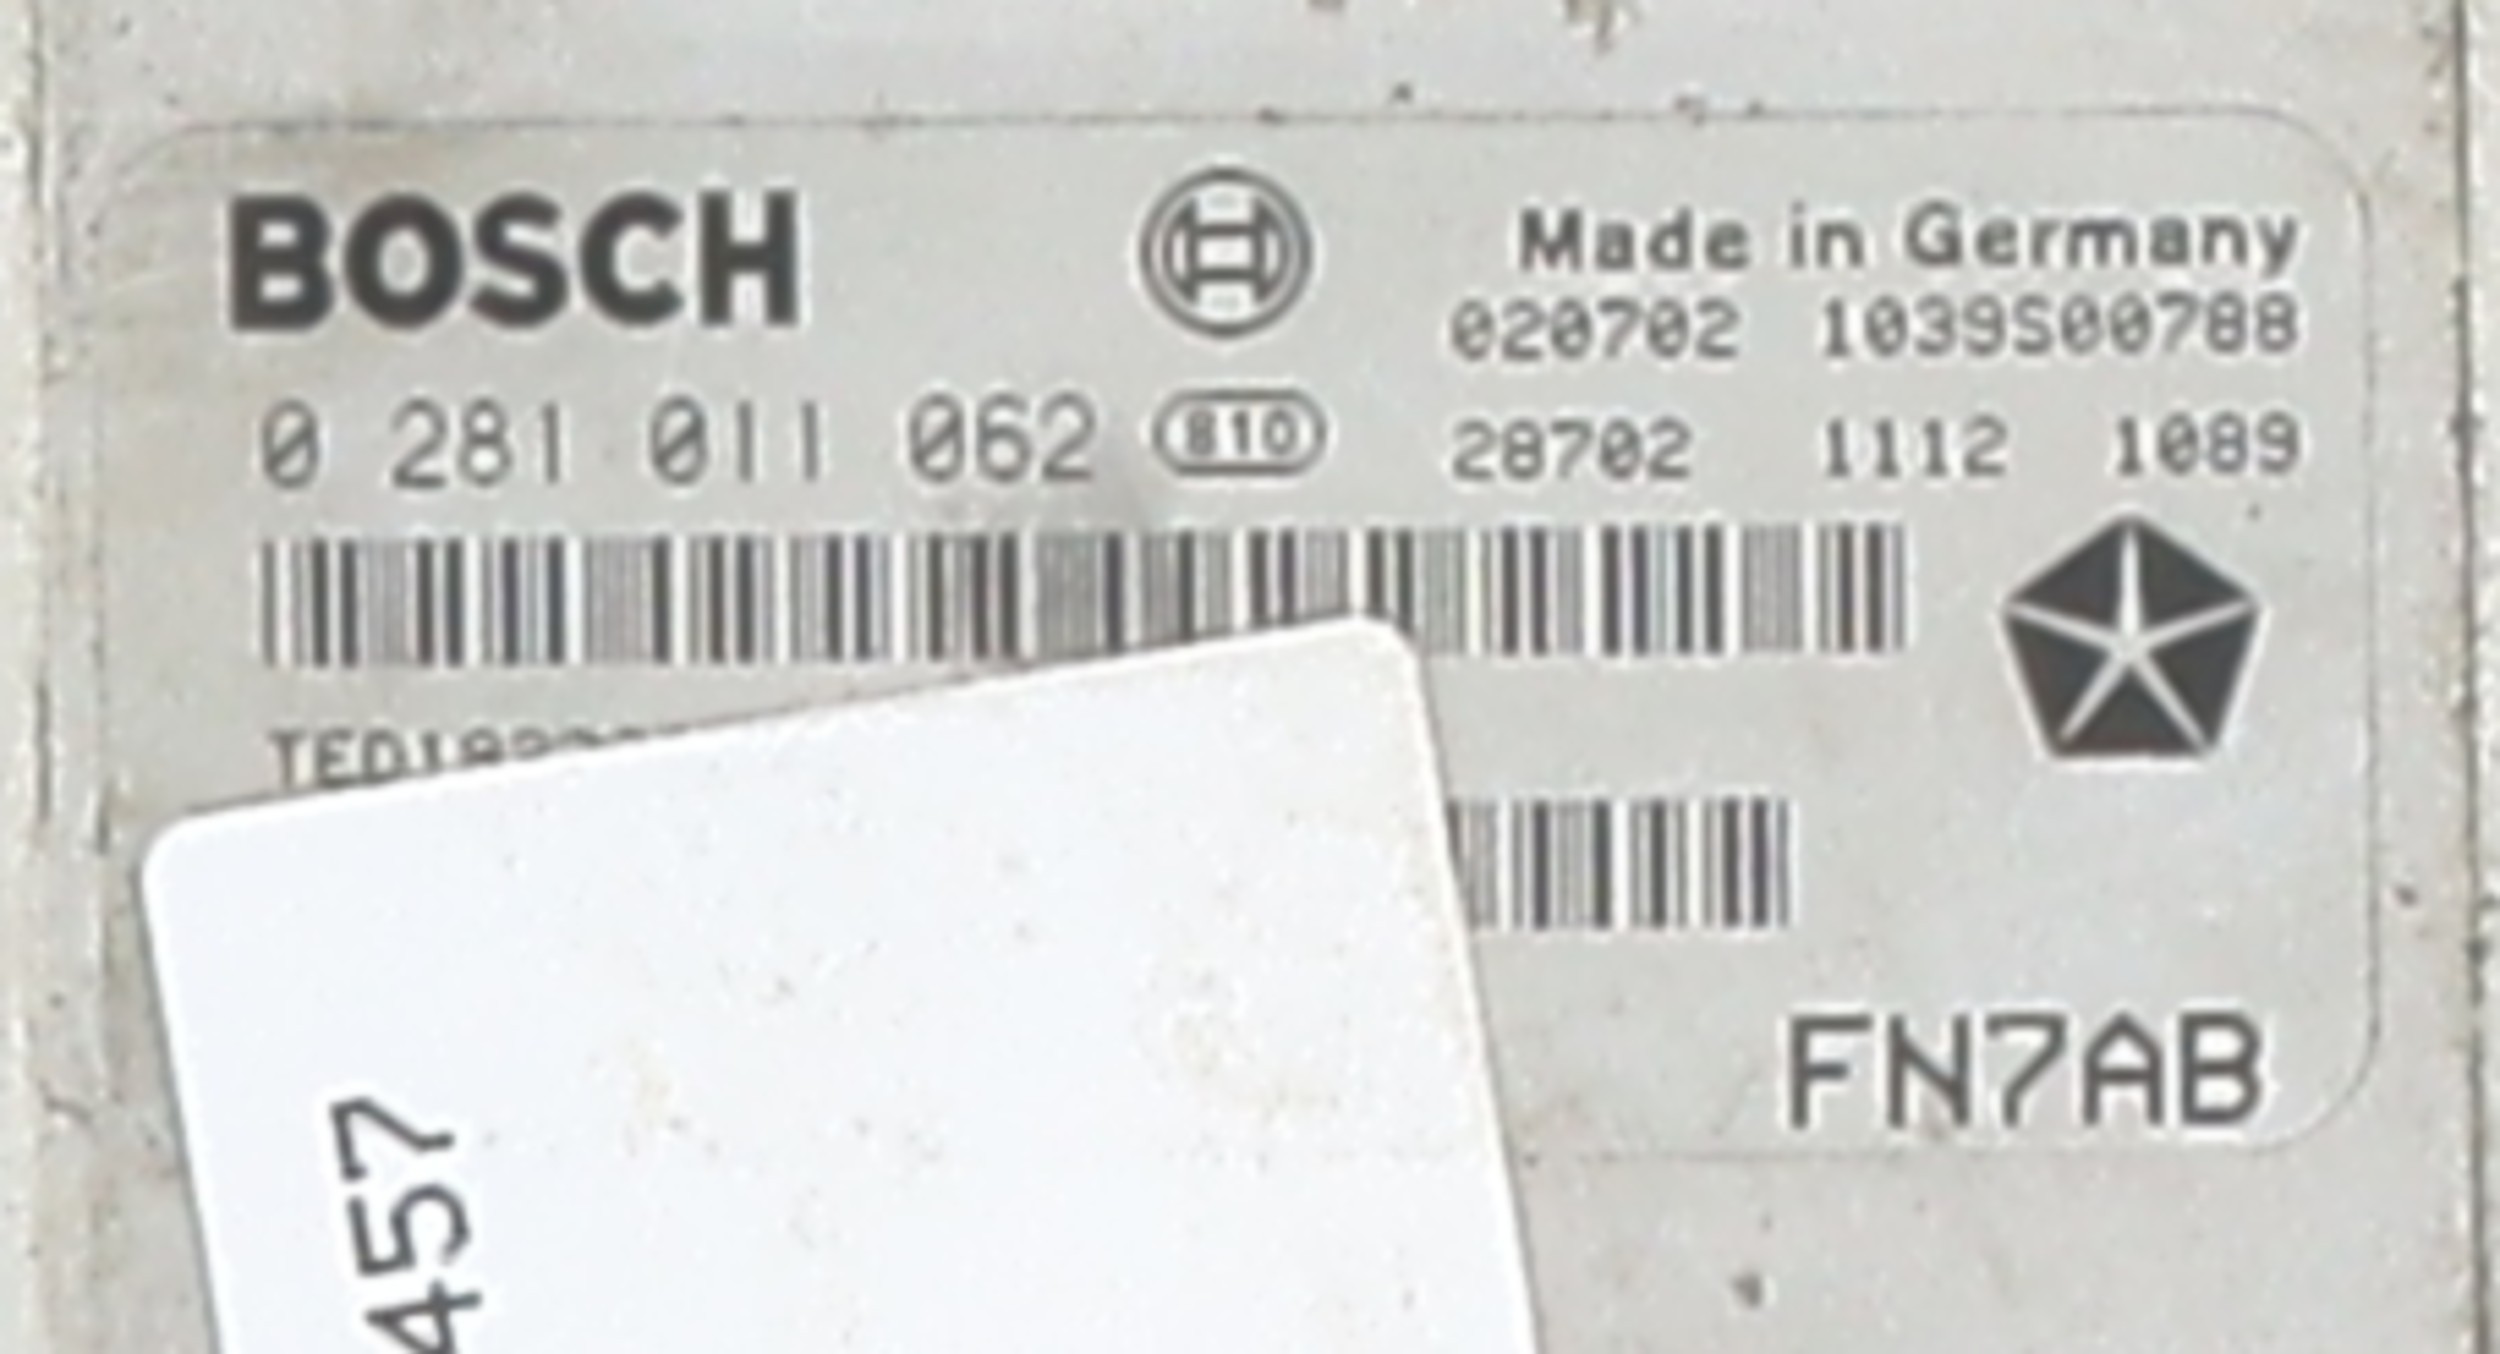 BOSCH
Made in Germany
020702 1039S00788
0 281 011 062 810
28702 1112 1089
FN7AB
457